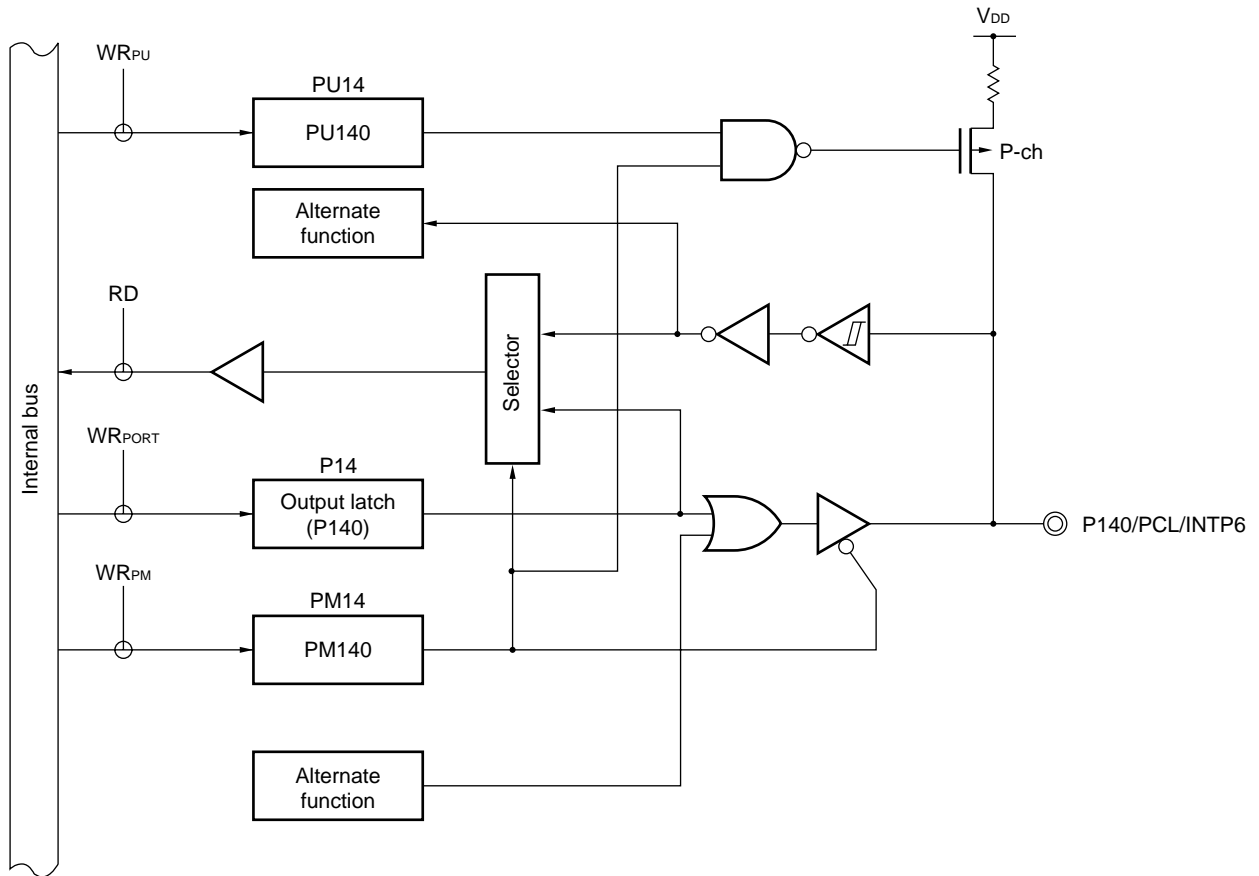 VDD
WRPU
PU14
PU140
P-ch
Alternate
function
RD
Selector
Internal bus
WRPORT
P14
Output latch
(P140)
P140/PCL/INTP6
WRPM
PM14
PM140
Alternate
function